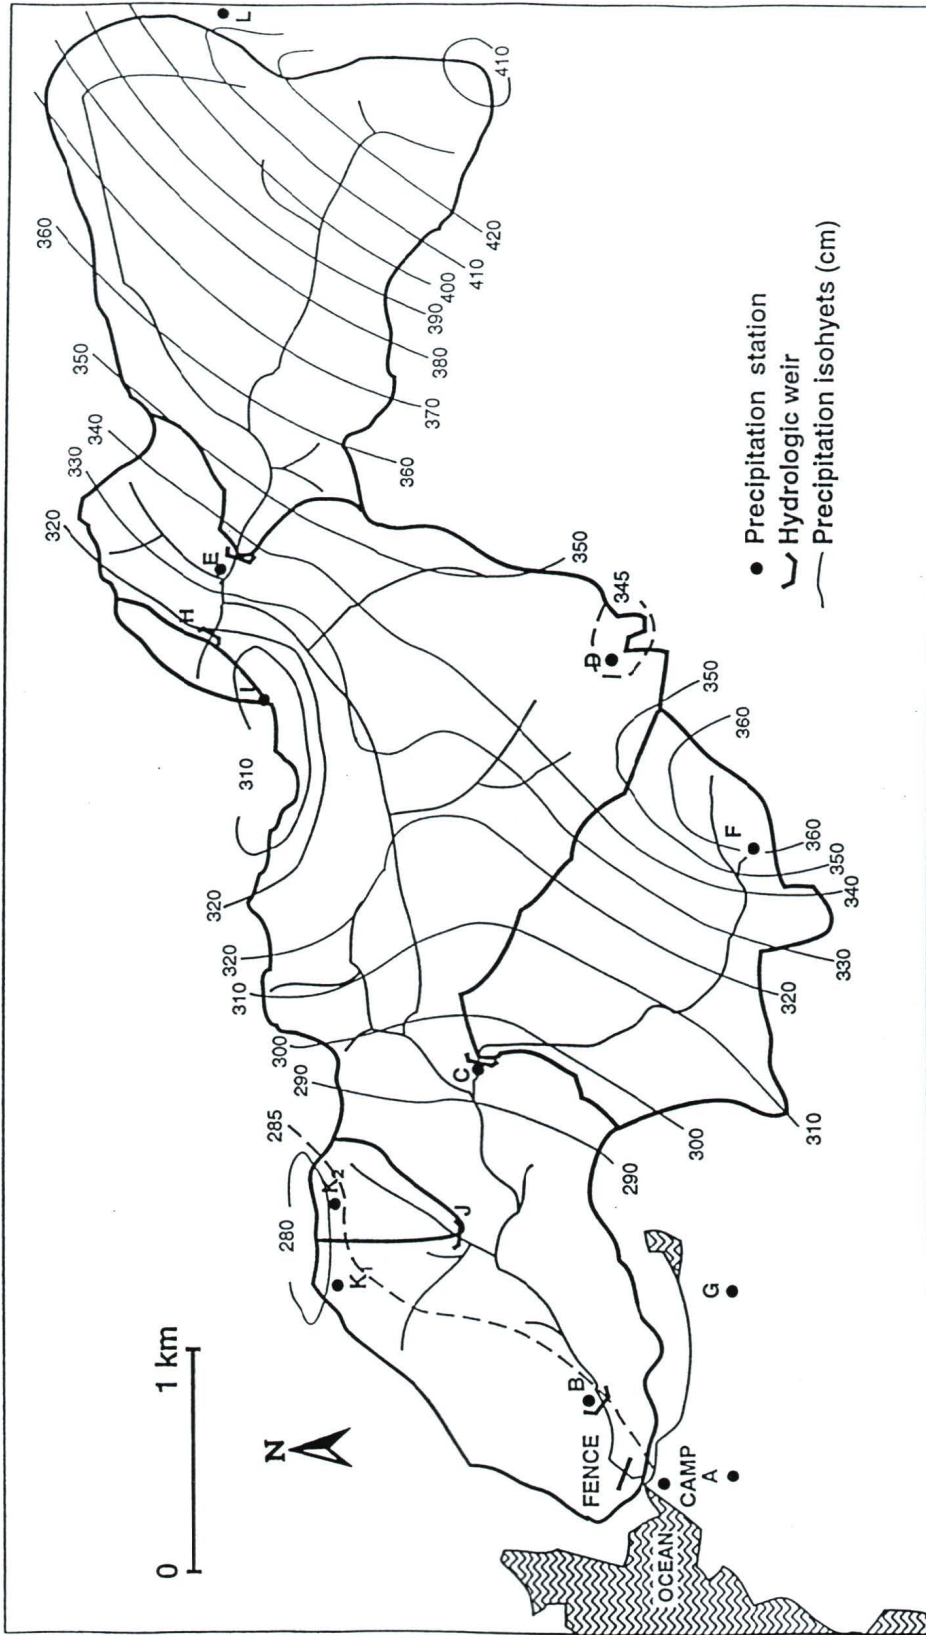 0 1 km
N
OCEAN
CAMP
FENCE
A
B
G
K1
K2
J
C
H
I
E
D
F
L
280
285
290
300
310
320
320
310
320
330
340
350
360
410
420
410
400
390
380
370
360
350
345
350
360
360
350
340
330
320
310
300
290
Precipitation station
Hydrologic weir
Precipitation isohyets (cm)